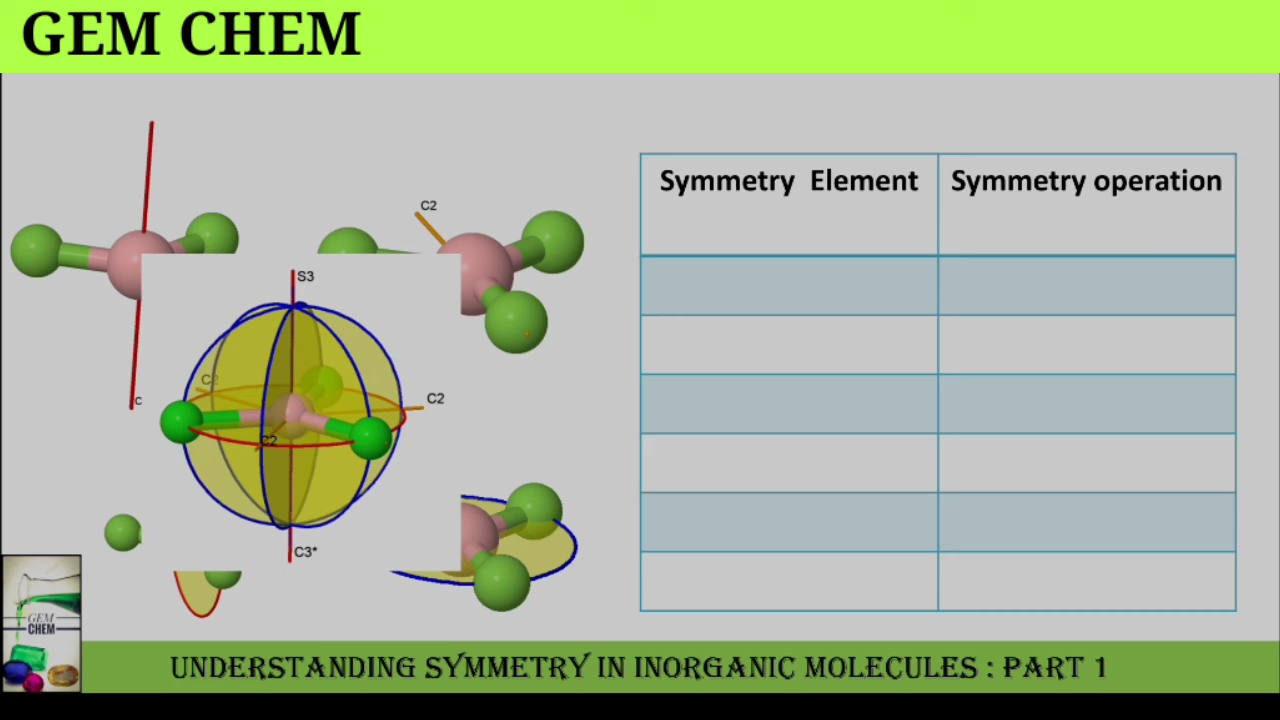 GEM CHEM
Symmetry Element
Symmetry operation
C2
S3
C2
C2
c
C2
C3*
GEM
CHEM
UNDERSTANDING SYMMETRY IN INORGANIC MOLECULES : PART 1